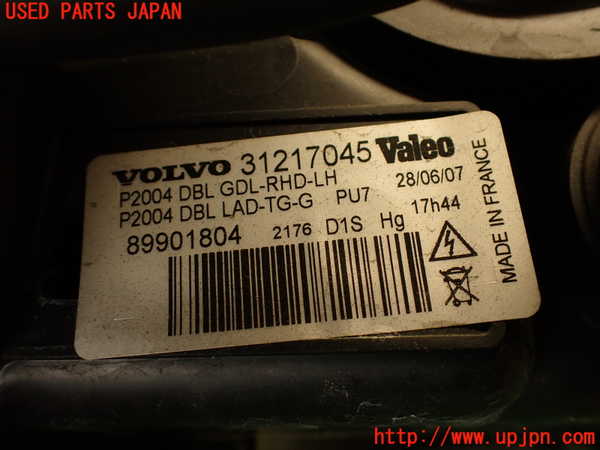 USED PARTS JAPAN
VOLVO 31217045 Valeo
P2004 DBL GDL-RHD-LH 28/06/07
P2004 DBL LAD-TG-G PU7 17h44
89901804 2176 D1S Hg
MADE IN FRANCE
http://www.upjpn.com/